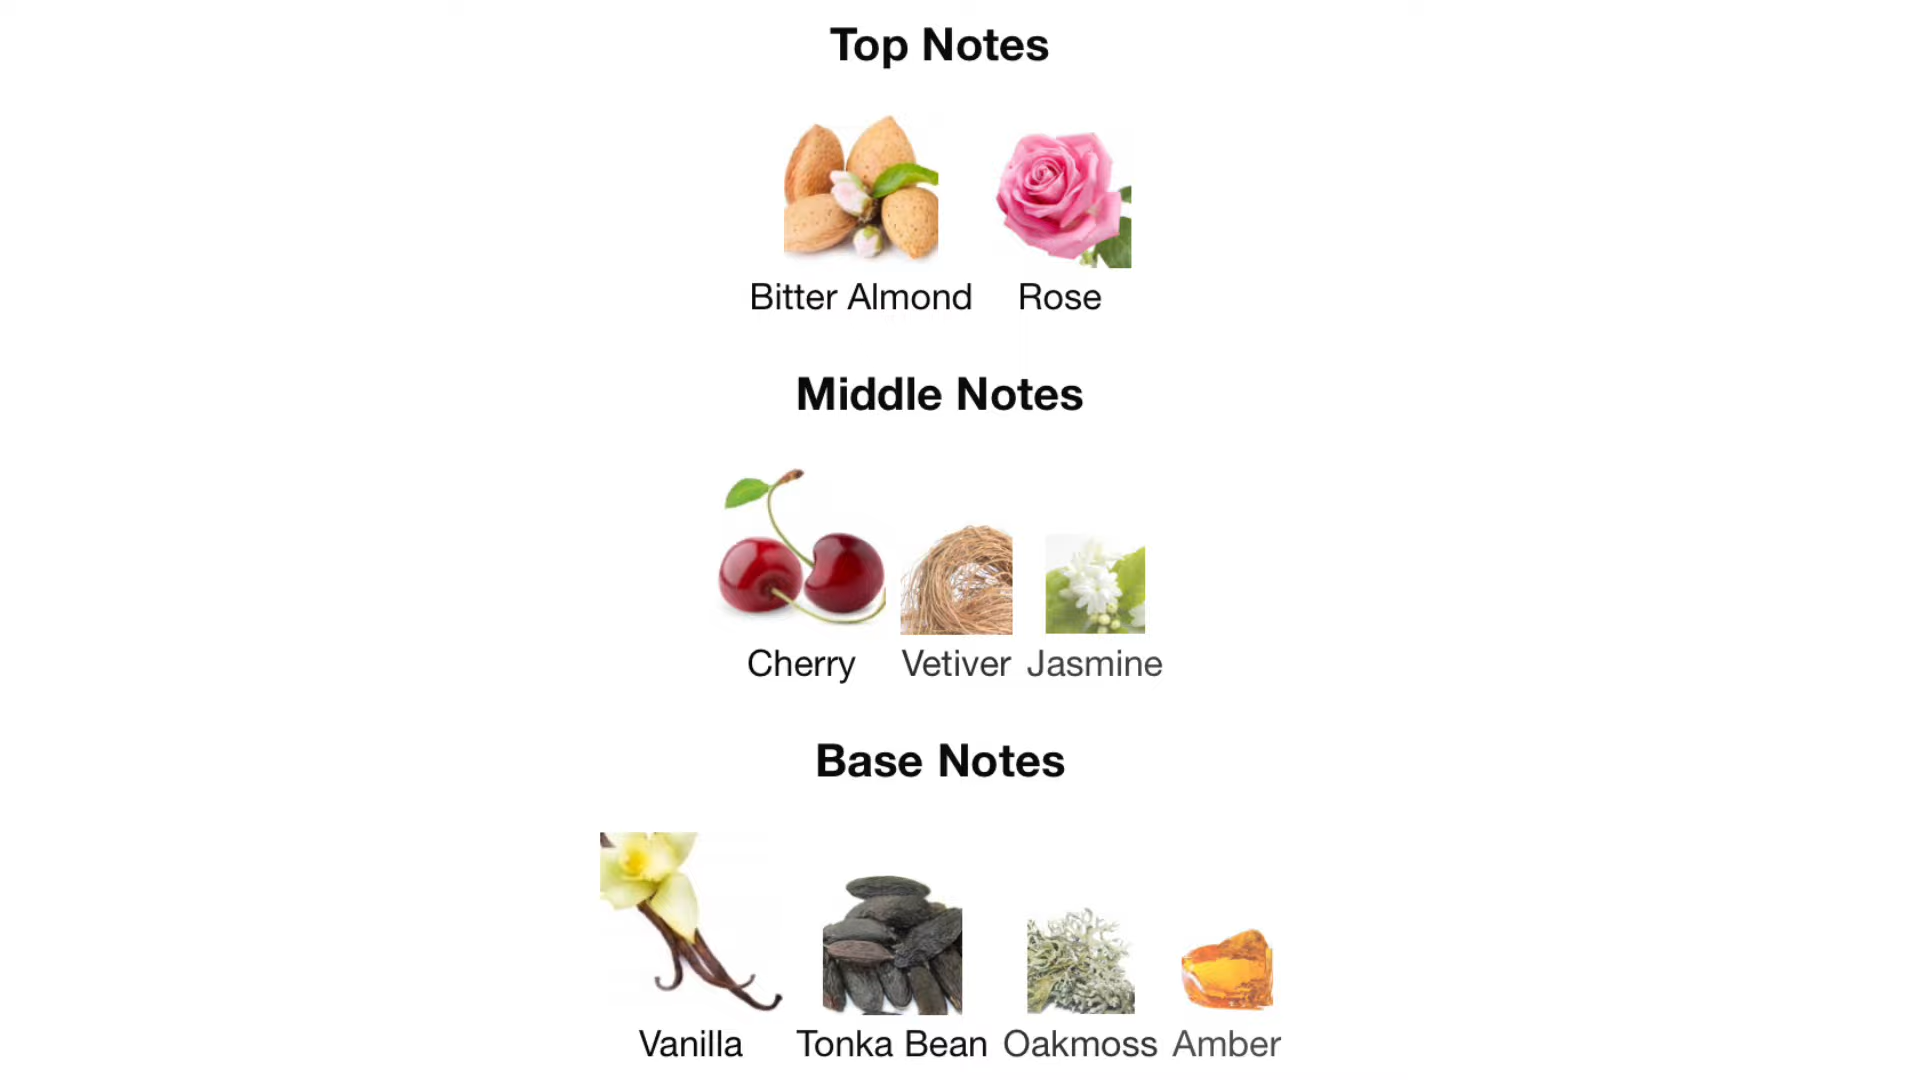 Top Notes
Bitter Almond Rose
Middle Notes
Cherry Vetiver Jasmine
Base Notes
Vanilla Tonka Bean Oakmoss Amber